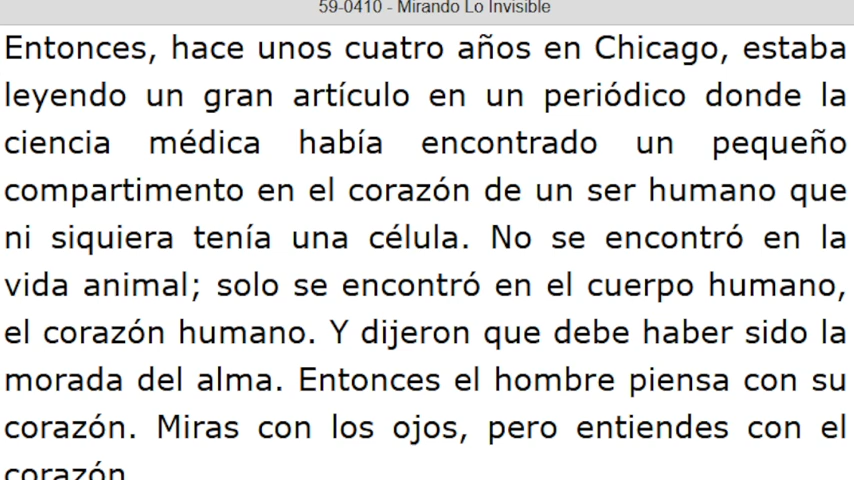 59-0410 - Mirando Lo Invisible
Entonces, hace unos cuatro años en Chicago, estaba
leyendo un gran artículo en un periódico donde la
ciencia médica había encontrado un pequeño
compartimento en el corazón de un ser humano que
ni siquiera tenía una célula. No se encontró en la
vida animal; solo se encontró en el cuerpo humano,
el corazón humano. Y dijeron que debe haber sido la
morada del alma. Entonces el hombre piensa con su
corazón. Miras con los ojos, pero entiendes con el
corazón